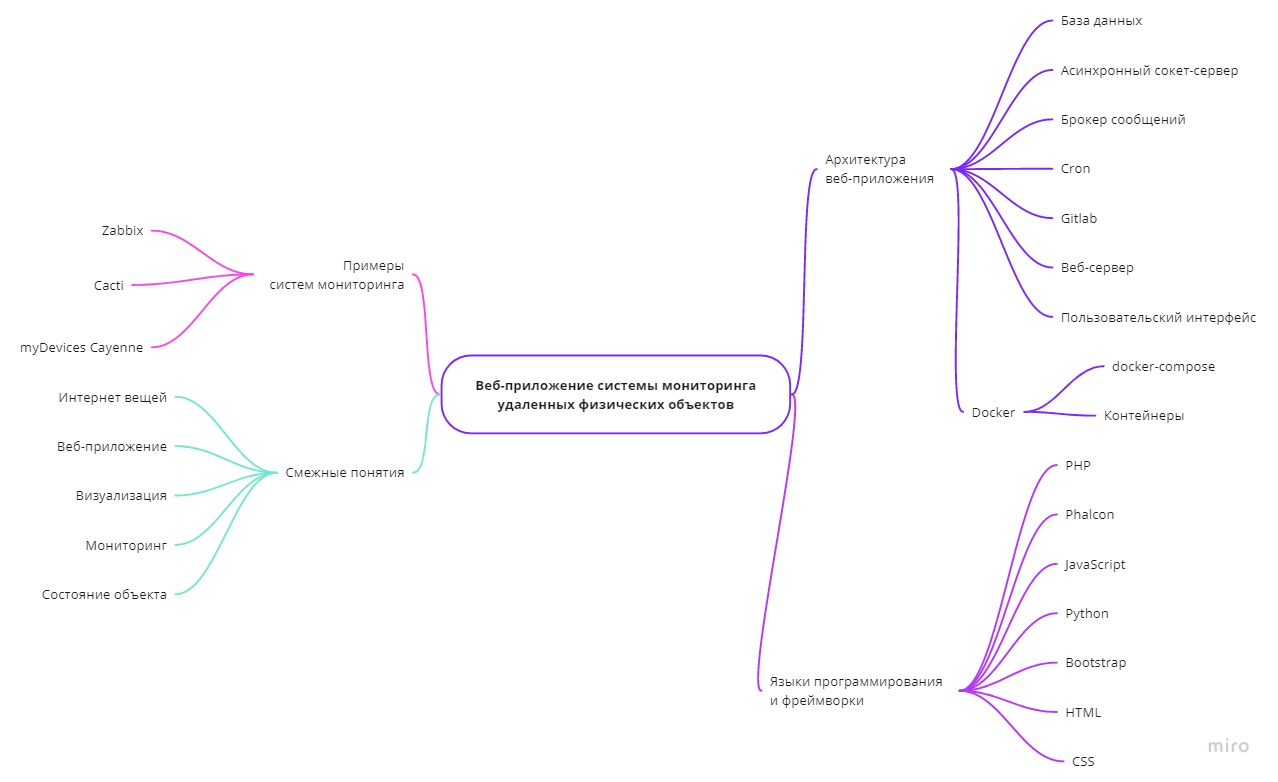 Веб-приложение системы мониторинга
удаленных физических объектов
Примеры
систем мониторинга
Zabbix
Cacti
myDevices Cayenne
Смежные понятия
Интернет вещей
Веб-приложение
Визуализация
Мониторинг
Состояние объекта
Архитектура
веб-приложения
База данных
Асинхронный сокет-сервер
Брокер сообщений
Cron
Gitlab
Веб-сервер
Пользовательский интерфейс
Docker
docker-compose
Контейнеры
Языки программирования
и фреймворки
PHP
Phalcon
JavaScript
Python
Bootstrap
HTML
CSS
miro